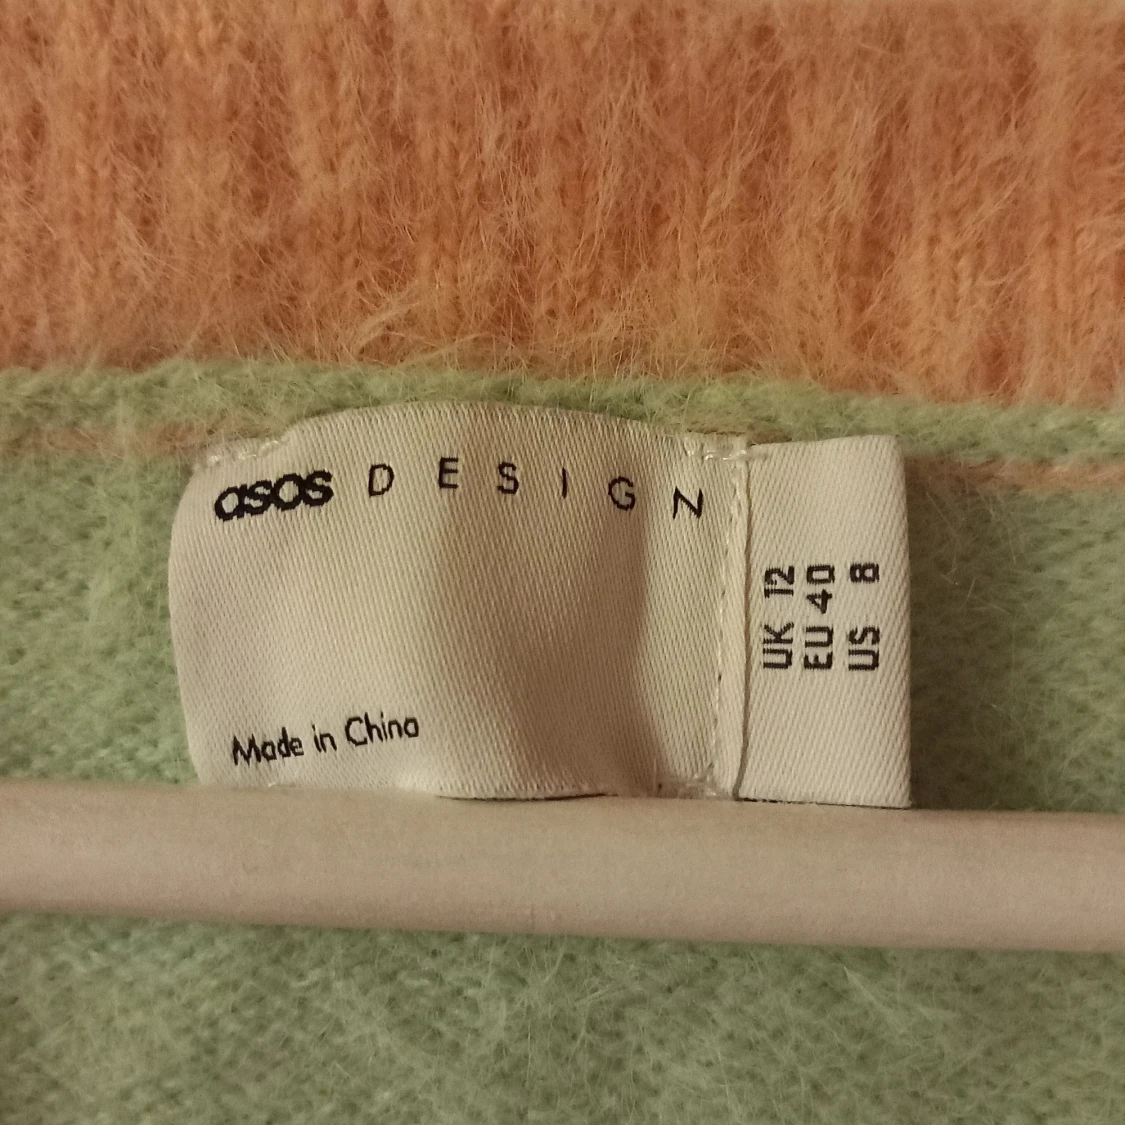 asos DESIGN
Made in China
UK 12
EU 40
US 8